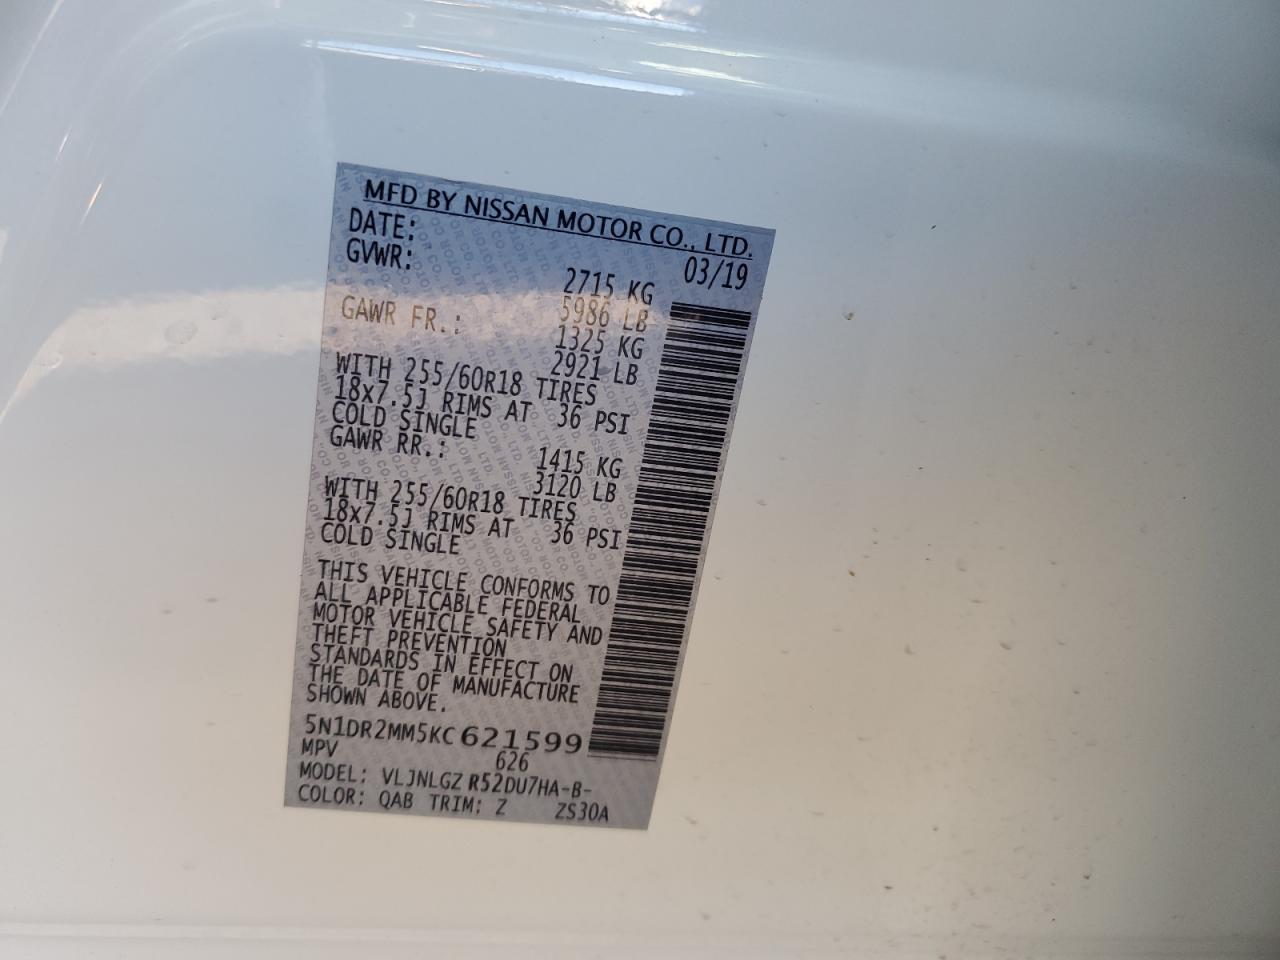 MFD BY NISSAN MOTOR CO., LTD.
DATE: 03/19
GVWR: 2715 KG
5986 LB
GAWR FR.: 1325 KG
2921 LB
WITH 255/60R18 TIRES
18x7.5J RIMS AT 36 PSI
COLD SINGLE
GAWR RR.: 1415 KG
3120 LB
WITH 255/60R18 TIRES
18x7.5J RIMS AT 36 PSI
COLD SINGLE
THIS VEHICLE CONFORMS TO
ALL APPLICABLE FEDERAL
MOTOR VEHICLE SAFETY AND
THEFT PREVENTION
STANDARDS IN EFFECT ON
THE DATE OF MANUFACTURE
SHOWN ABOVE.
5N1DR2MM5KC621599
MPV 626
MODEL: VLJNLGZ R52DU7HA-B-
COLOR: QAB TRIM: Z ZS30A